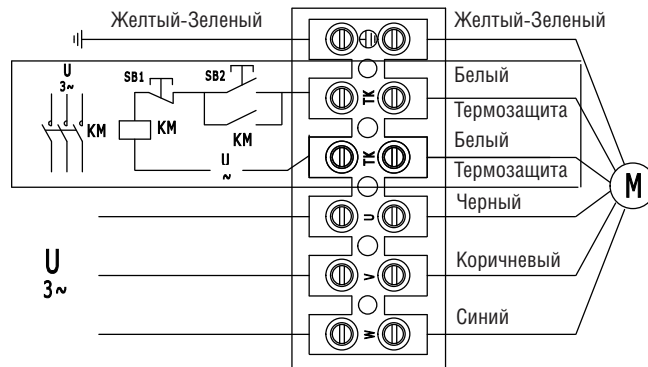 Желтый-Зеленый
Желтый-Зеленый
U
3~
SB1
SB2
KM
KM
KM
U
~
TK
TK
U
V
W
U
3~
Белый
Термозащита
Белый
Термозащита
Черный
Коричневый
Синий
M